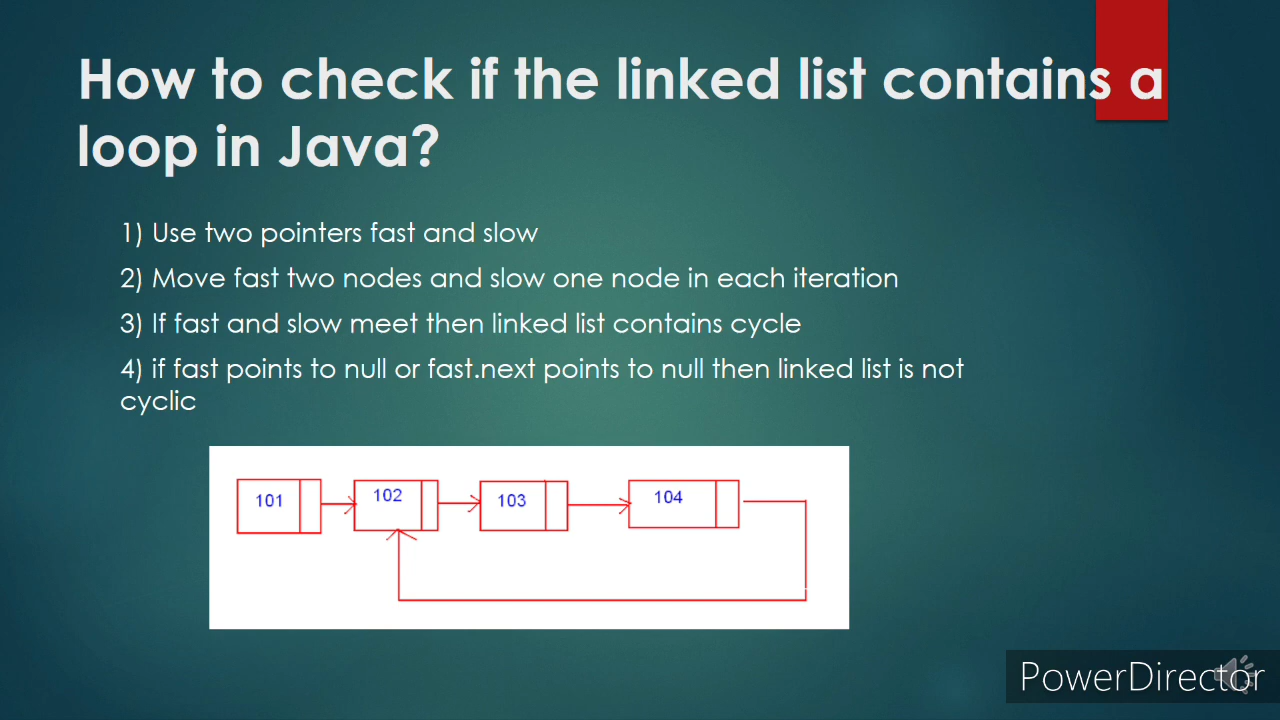 How to check if the linked list contains a
loop in Java?
1) Use two pointers fast and slow
2) Move fast two nodes and slow one node in each iteration
3) If fast and slow meet then linked list contains cycle
4) if fast points to null or fast.next points to null then linked list is not
cyclic
101 102 103 104
PowerDirector